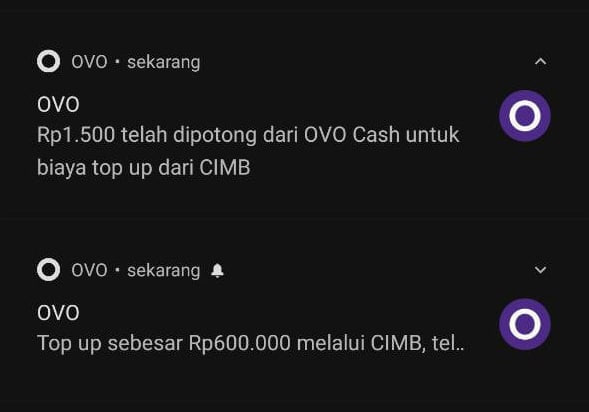 OVO • sekarang
OVO
Rp1.500 telah dipotong dari OVO Cash untuk
biaya top up dari CIMB
OVO • sekarang
OVO
Top up sebesar Rp600.000 melalui CIMB, tel..